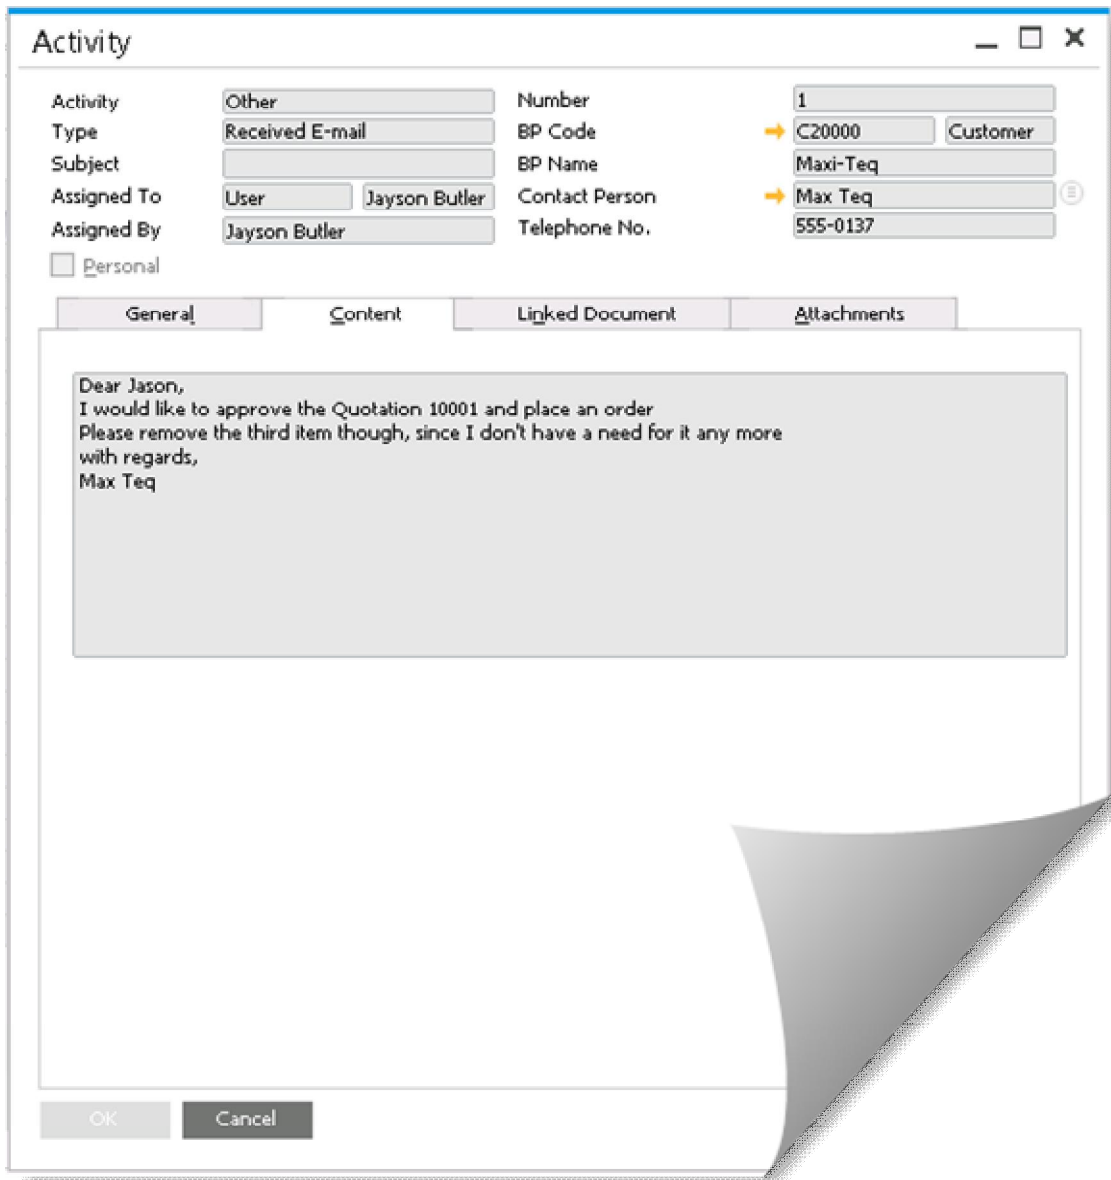 Activity
Activity Other Number 1
Type Received E-mail BP Code C20000 Customer
Subject BP Name Maxi-Teq
Assigned To User Jayson Butler Contact Person Max Teq
Assigned By Jayson Butler Telephone No. 555-0137
Personal
General Content Linked Document Attachments
Dear Jason,
I would like to approve the Quotation 10001 and place an order
Please remove the third item though, since I don't have a need for it any more
with regards,
Max Teq
OK Cancel